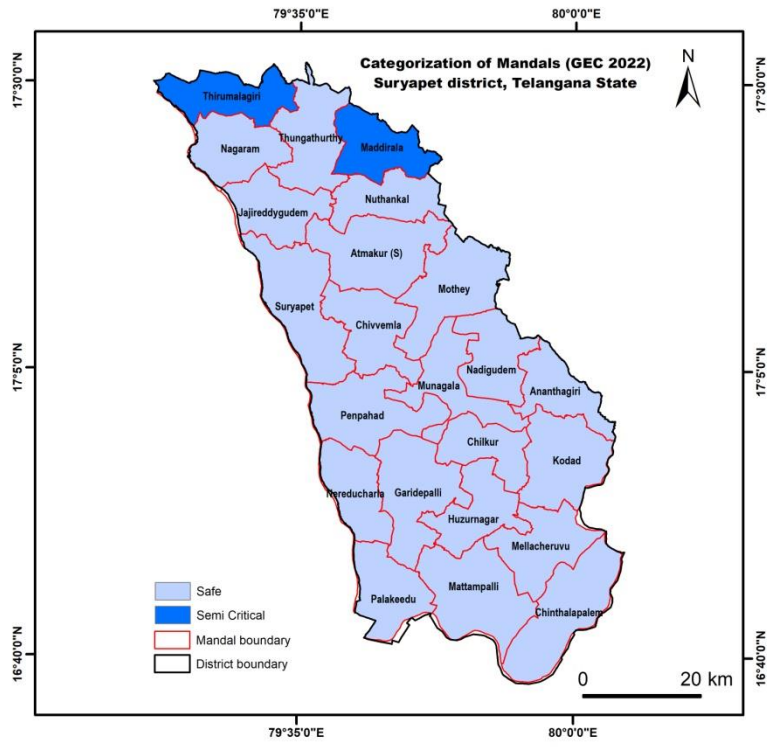 79°35'0"E 80°0'0"E
Categorization of Mandals (GEC 2022)
Suryapet district, Telangana State
N
17°30'0"N 17°30'0"N
Thirumalagiri
Thungathurthy
Maddirala
Nagaram
Nuthankal
Jajireddygudem
Atmakur (S)
Mothey
Suryapet
Chivvemla
17°5'0"N 17°5'0"N
Nadigudem
Munagala
Ananthagiri
Penpahad
Chilkur
Kodad
Nereducharla
Garidepalli
Huzurnagar
Mellacheruvu
Mattampalli
Palakeedu
Chinthalapalem
Safe
Semi Critical
Mandal boundary
District boundary
16°40'0"N 16°40'0"N
0 20 km
79°35'0"E 80°0'0"E